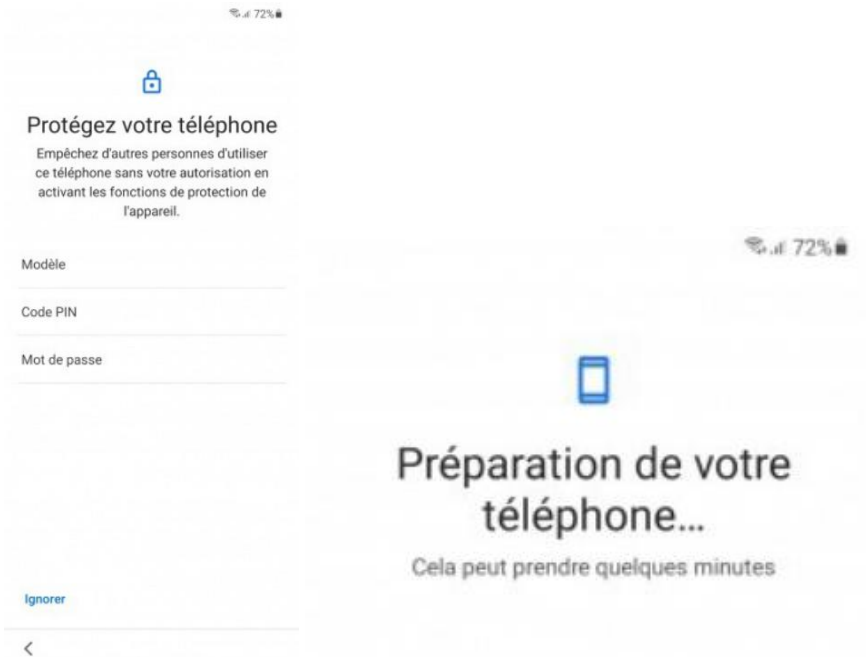 72%
Protégez votre téléphone
Empêchez d'autres personnes d'utiliser
ce téléphone sans votre autorisation en
activant les fonctions de protection de
l'appareil.
Modèle
Code PIN
Mot de passe
Ignorer
72%
Préparation de votre
téléphone...
Cela peut prendre quelques minutes